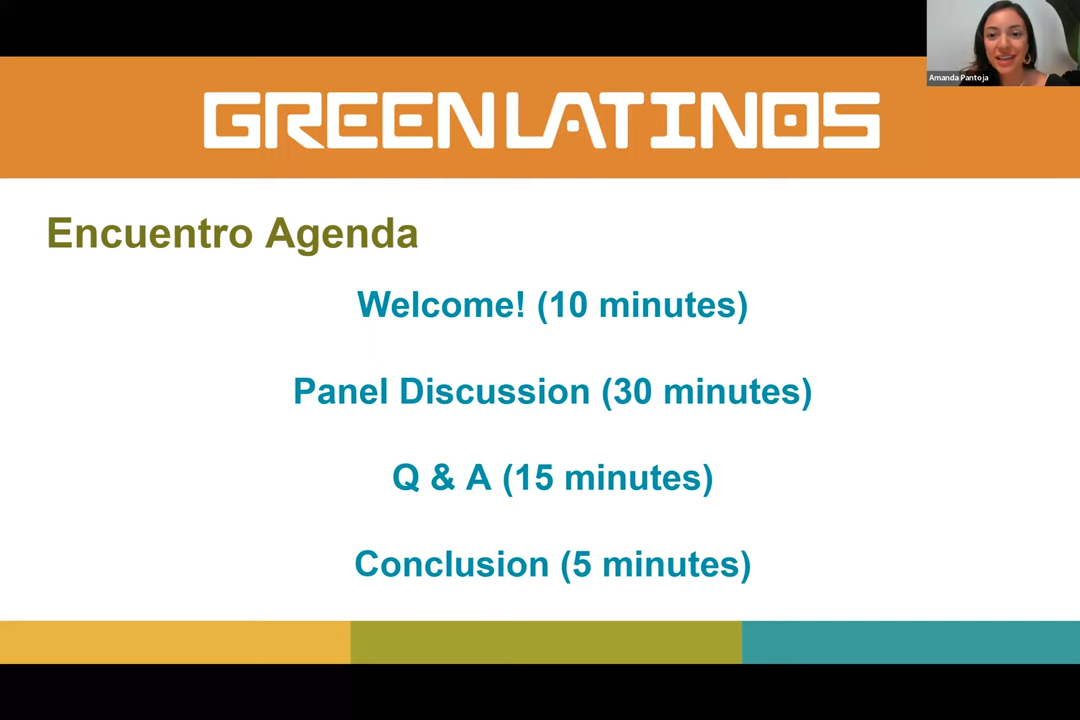 Amanda Pantoja
GREENLATINOS
Encuentro Agenda
Welcome! (10 minutes)
Panel Discussion (30 minutes)
Q & A (15 minutes)
Conclusion (5 minutes)